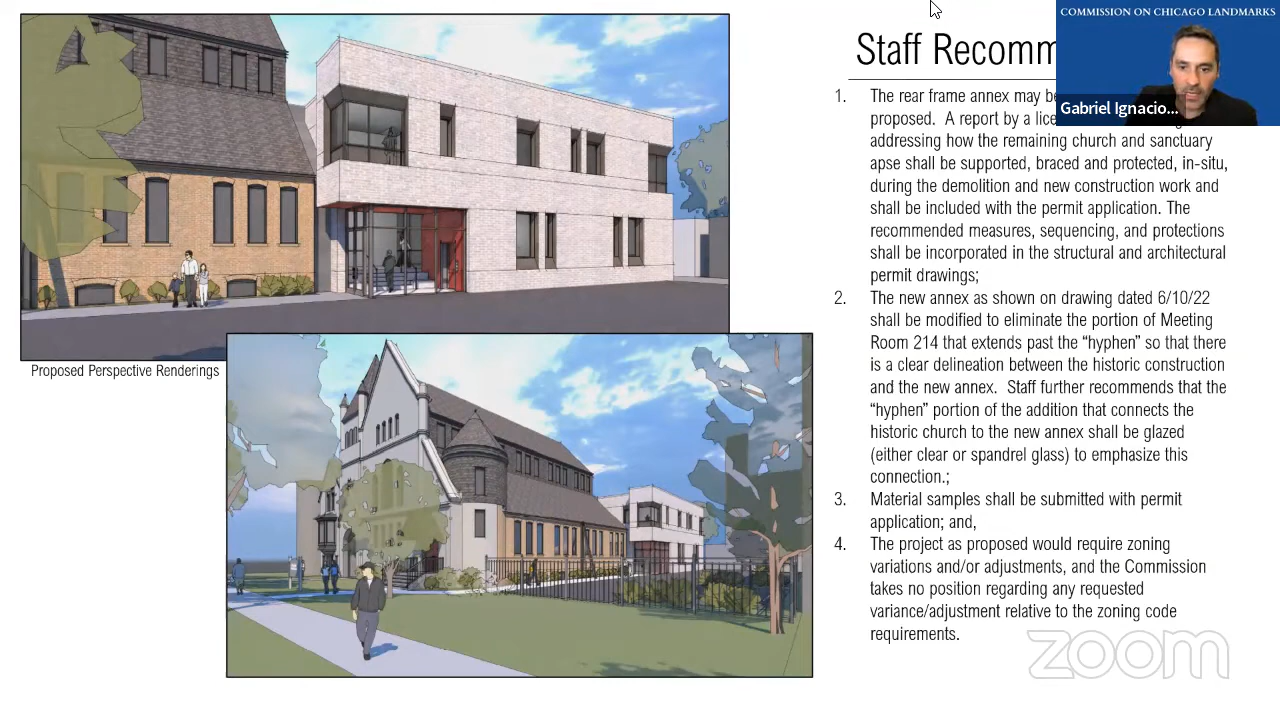 COMMISSION ON CHICAGO LANDMARKS
Gabriel Ignacio...
Staff Recomm
1. The rear frame annex may be
proposed. A report by a lice
addressing how the remaining church and sanctuary
apse shall be supported, braced and protected, in-situ,
during the demolition and new construction work and
shall be included with the permit application. The
recommended measures, sequencing, and protections
shall be incorporated in the structural and architectural
permit drawings;
2. The new annex as shown on drawing dated 6/10/22
shall be modified to eliminate the portion of Meeting
Room 214 that extends past the “hyphen” so that there
is a clear delineation between the historic construction
and the new annex. Staff further recommends that the
“hyphen” portion of the addition that connects the
historic church to the new annex shall be glazed
(either clear or spandrel glass) to emphasize this
connection.;
3. Material samples shall be submitted with permit
application; and,
4. The project as proposed would require zoning
variations and/or adjustments, and the Commission
takes no position regarding any requested
variance/adjustment relative to the zoning code
requirements.
Proposed Perspective Renderings
zoom